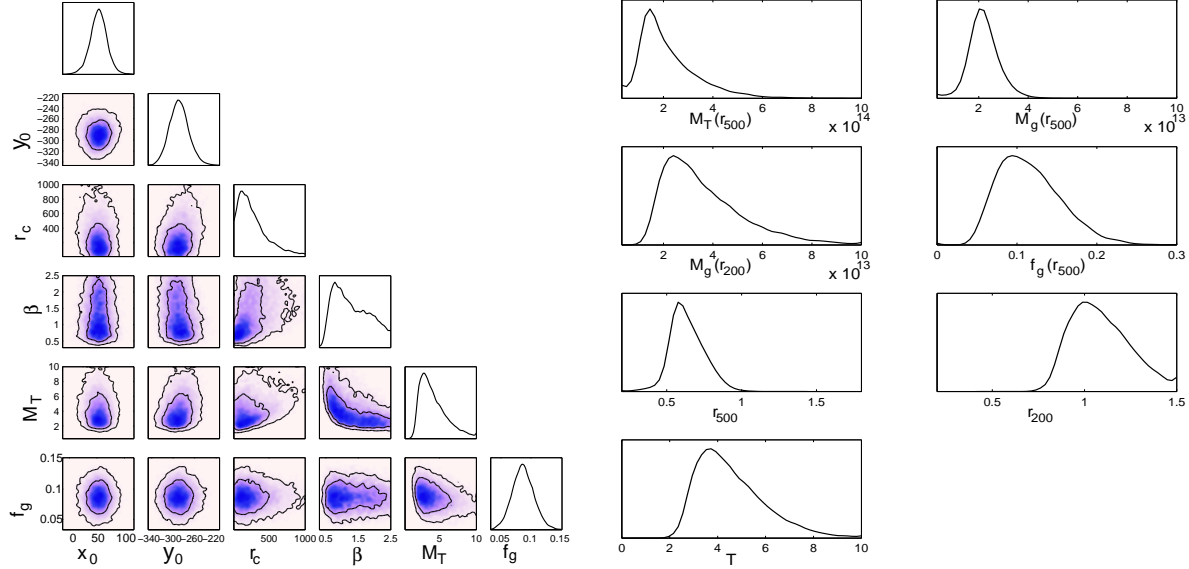 y₀
−220
−240
−260
−280
−300
−320
−340
r_c
1000
800
600
400
β
2.5
2
1.5
1
0.5
M_T
10
8
6
4
2
f_g
0.15
0.1
0.05
0 50 100
−340−300−260−220
500 1000
0.5 1.5 2.5
5 10
0.05 0.1 0.15
x₀ y₀ r_c β M_T f_g
2 4 6 8 10
M_T(r₅₀₀) x 10¹⁴
0 2 4 6 8 10
M_g(r₅₀₀) x 10¹³
0 2 4 6 8 10
M_g(r₂₀₀) x 10¹³
0 0.1 0.2 0.3
f_g(r₅₀₀)
0.5 1 1.5
r₅₀₀
0.5 1 1.5
r₂₀₀
0 2 4 6 8 10
T